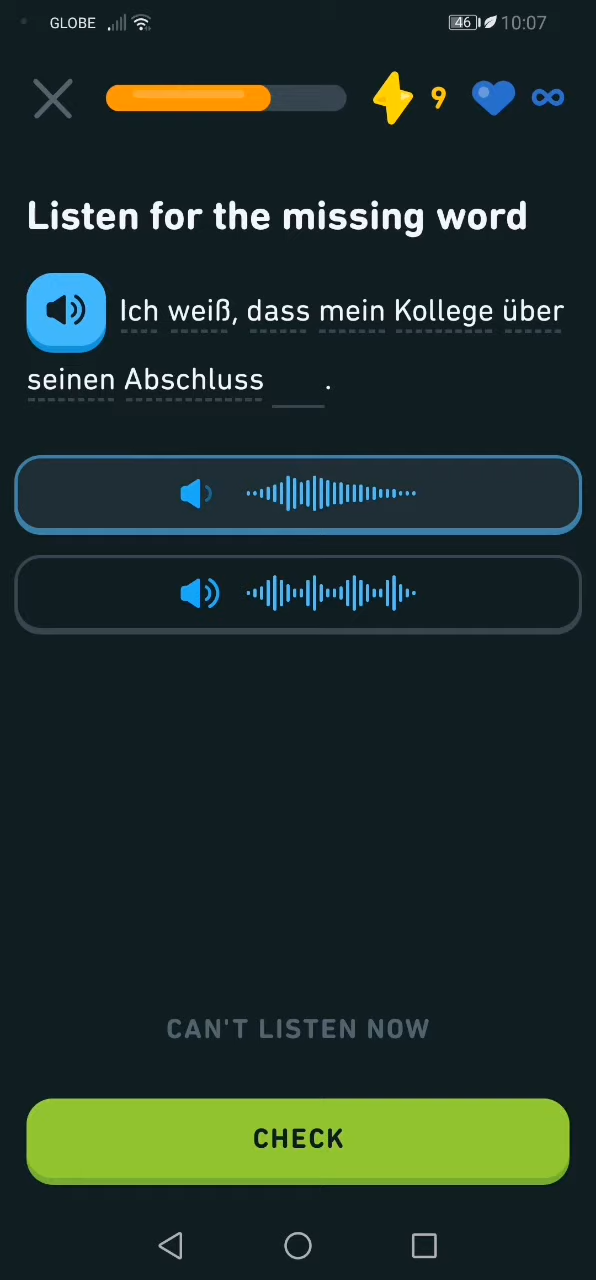 GLOBE 46 10:07
9 ∞
Listen for the missing word
Ich weiß, dass mein Kollege über
seinen Abschluss ____.
CAN'T LISTEN NOW
CHECK